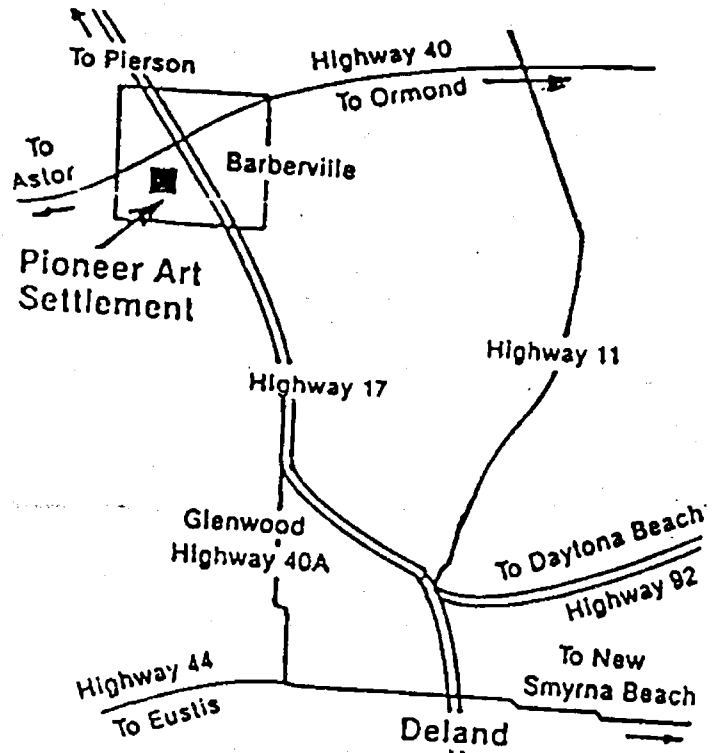 To Pierson
Highway 40
To Ormond
To
Astor
Barberville
Pioneer Art
Settlement
Highway 11
Highway 17
Glenwood
Highway 40A
To Daytona Beach
Highway 92
Highway 44
To Eustis
To New
Smyrna Beach
Deland